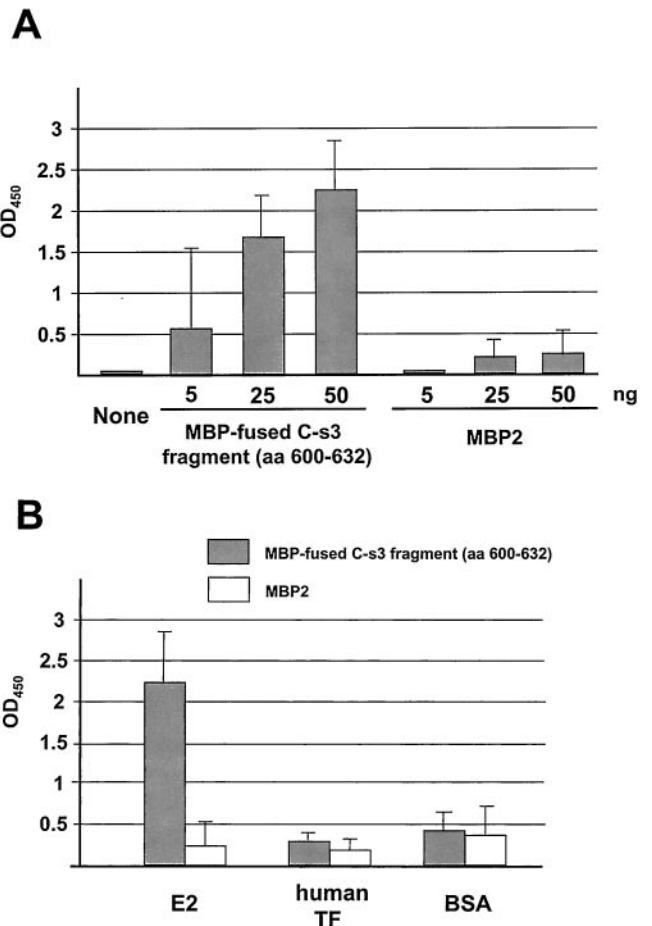 A
OD450
3
2.5
2
1.5
1
0.5
5 25 50 5 25 50 ng
None
MBP-fused C-s3
fragment (aa 600-632)
MBP2
B
MBP-fused C-s3 fragment (aa 600-632)
MBP2
OD450
3
2.5
2
1.5
1
0.5
E2 human BSA
TF